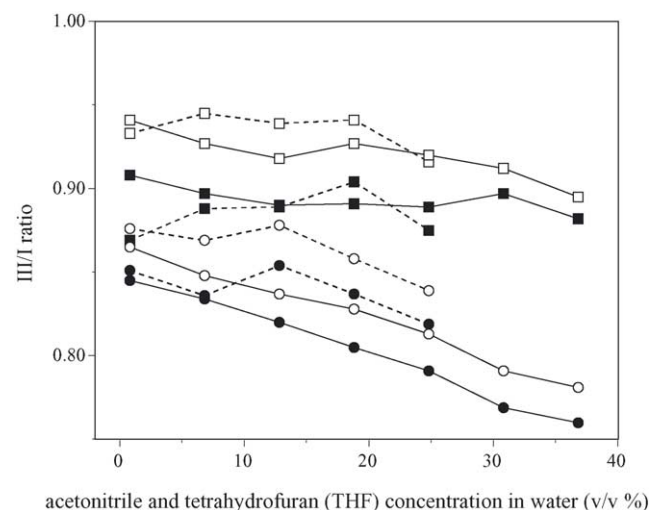 1.00
0.90
0.80
III/I ratio
0 10 20 30 40
acetonitrile and tetrahydrofuran (THF) concentration in water (v/v %)